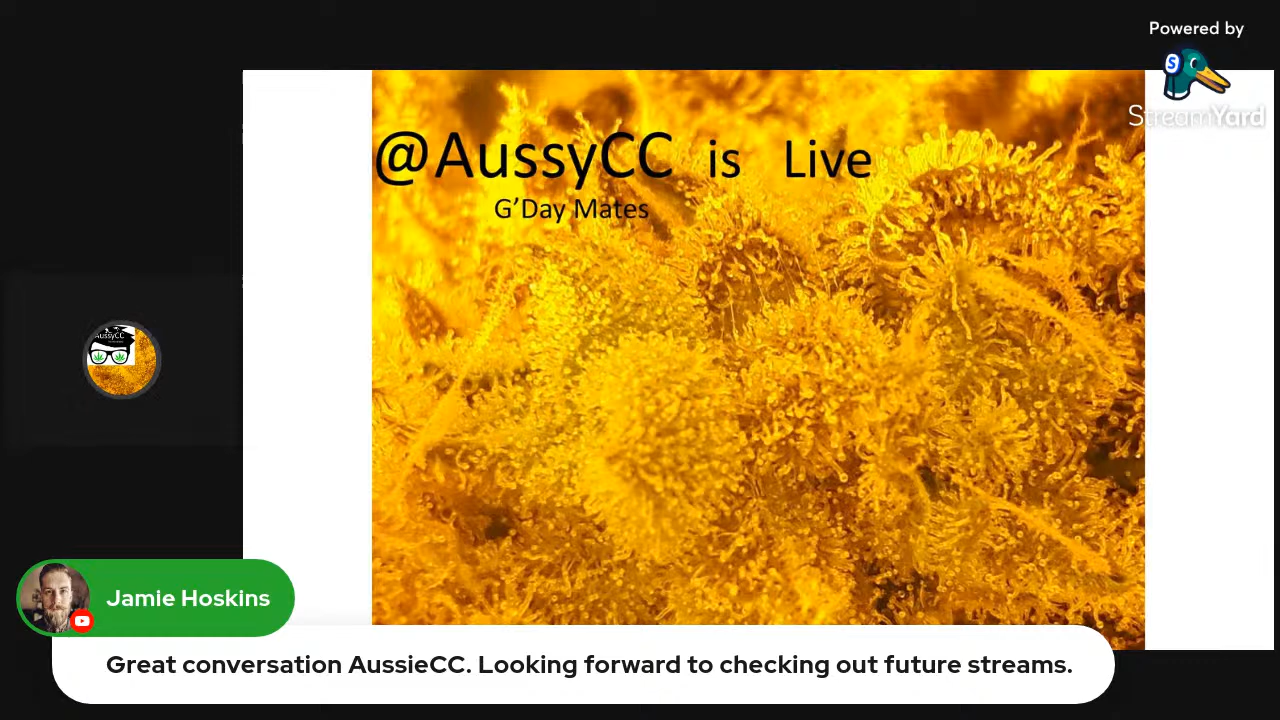 Powered by
StreamYard
@AussyCC is Live
G'Day Mates
AussyCC
Jamie Hoskins
Great conversation AussieCC. Looking forward to checking out future streams.